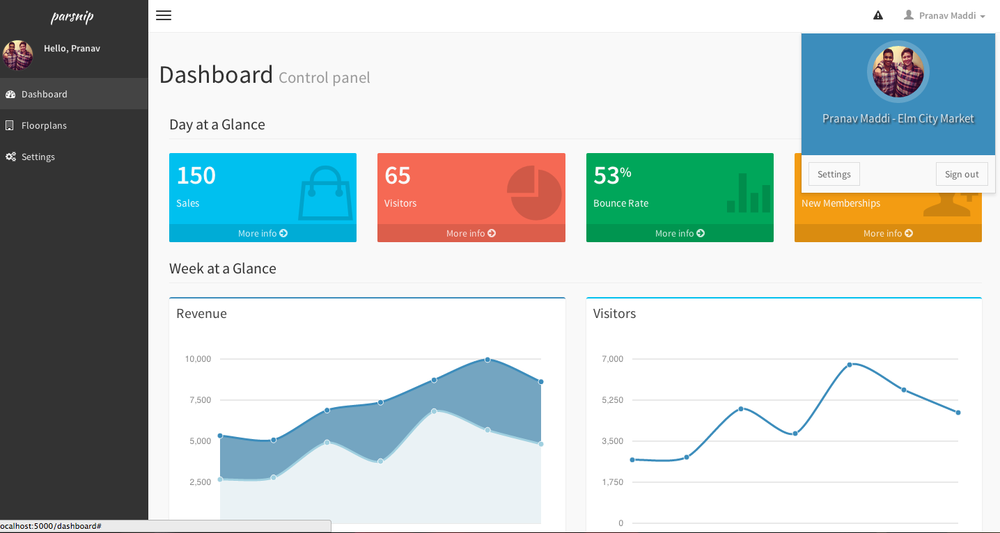 parsnip
Pranav Maddi
Hello, Pranav
Dashboard
Floorplans
Settings
Dashboard Control panel
Pranav Maddi - Elm City Market
Settings
Sign out
Day at a Glance
150
Sales
More info
65
Visitors
More info
53%
Bounce Rate
More info
New Memberships
More info
Week at a Glance
Revenue
10,000
7,500
5,000
2,500
Visitors
7,000
5,250
3,500
1,750
0
ocalhost:5000/dashboard#